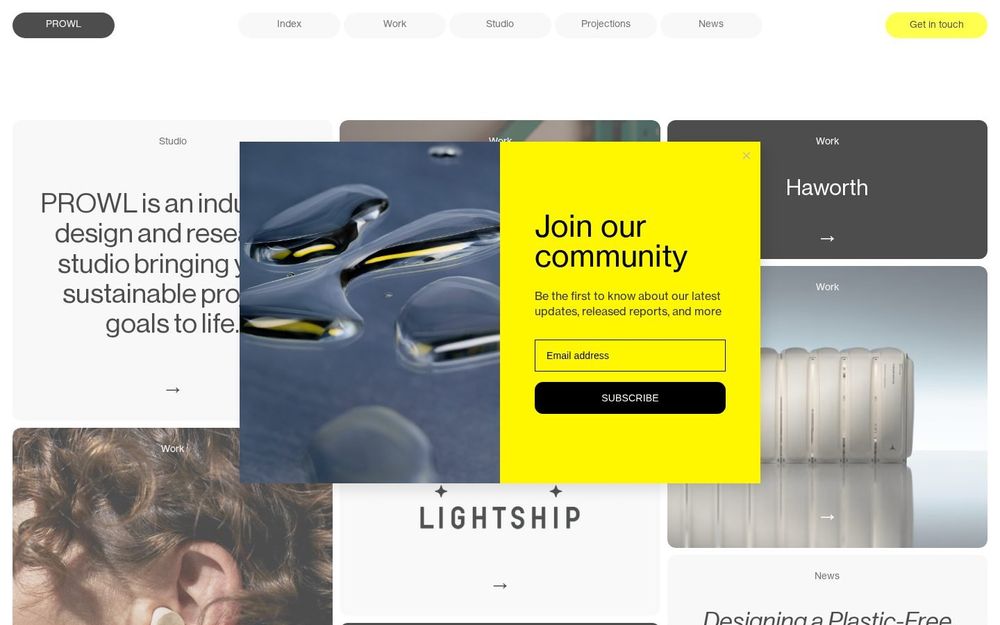 PROWL
Index
Work
Studio
Projections
News
Get in touch
Studio
PROWL is an indu
design and rese
studio bringing
sustainable pro
goals to life.
→
Work
Work
Haworth
→
Join our
community
Be the first to know about our latest
updates, released reports, and more
Email address
SUBSCRIBE
×
Work
→
Work
LIGHTSHIP
→
News
Designing a Plastic-Free